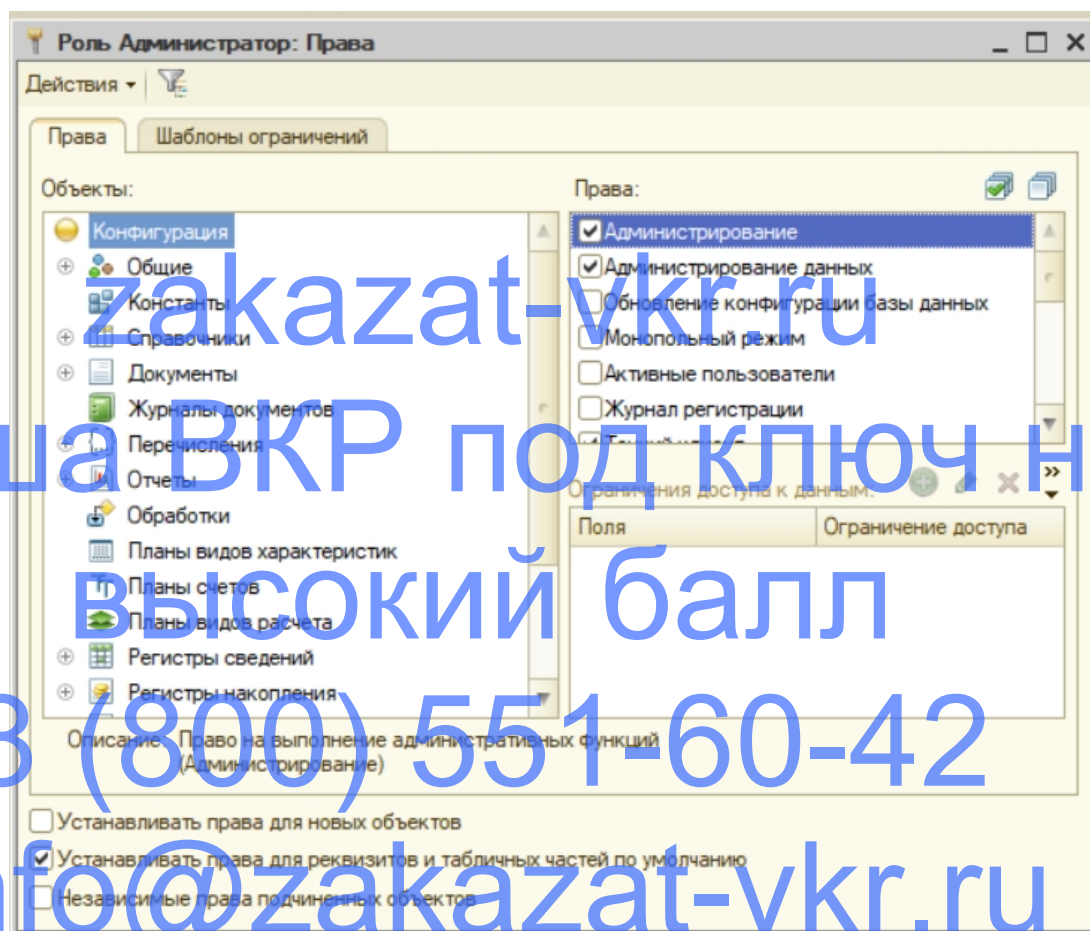 Роль Администратор: Права
Действия
Права
Шаблоны ограничений
Объекты:
Конфигурация
Общие
Константы
Справочники
Документы
Журналы документов
Перечисления
Отчеты
Обработки
Планы видов характеристик
Планы счетов
Планы видов расчета
Регистры сведений
Регистры накопления
Права:
Администрирование
Администрирование данных
Обновление конфигурации базы данных
Монопольный режим
Активные пользователи
Журнал регистрации
Тонкий клиент
Ограничения доступа к данным:
Поля
Ограничение доступа
Описание: Право на выполнение административных функций
(Администрирование)
Устанавливать права для новых объектов
Устанавливать права для реквизитов и табличных частей по умолчанию
Независимые права подчиненных объектов
zakazat-vkr.ru
ВКР под ключ
высокий балл
(800) 551-60-42
fo@zakazat-vkr.ru